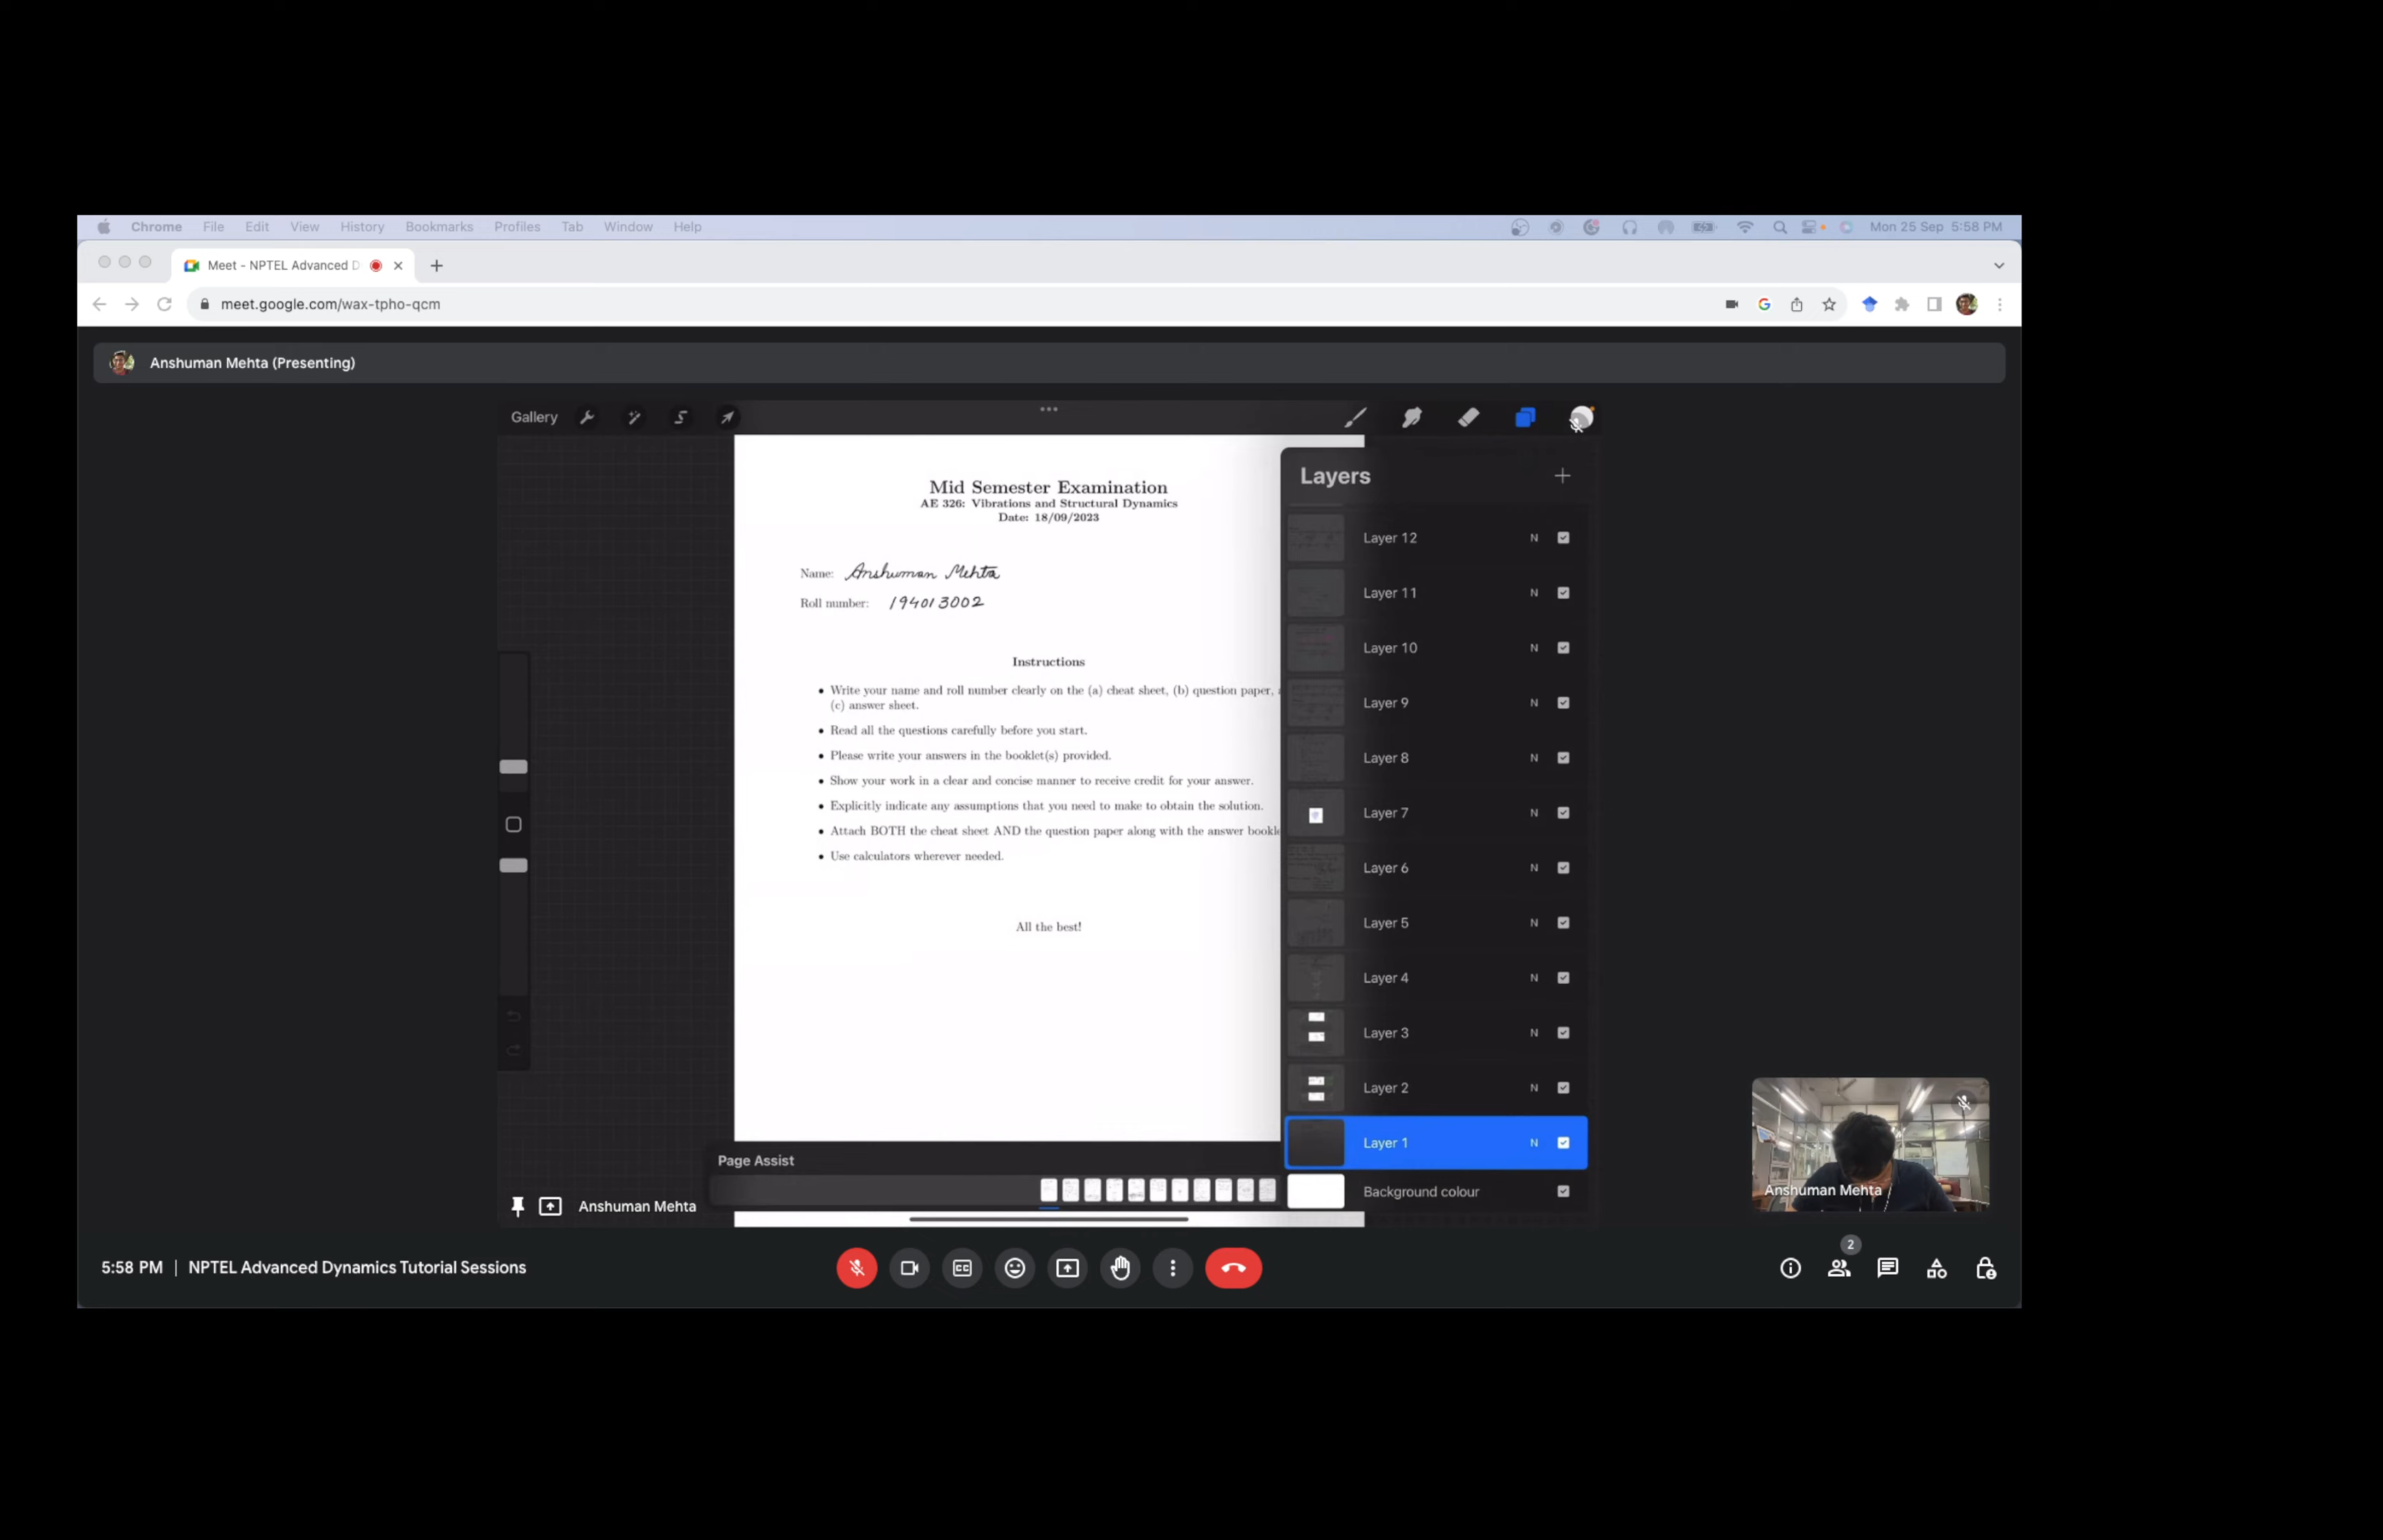 Chrome File Edit View History Bookmarks Profiles Tab Window Help Mon 25 Sep 5:58 PM
Meet - NPTEL Advanced D
meet.google.com/wax-tpho-qcm
Anshuman Mehta (Presenting)
Gallery
Mid Semester Examination
AE 326: Vibrations and Structural Dynamics
Date: 18/09/2023
Name: Anshuman Mehta
Roll number: 194013002
Instructions
• Write your name and roll number clearly on the (a) cheat sheet, (b) question paper,
(c) answer sheet.
• Read all the questions carefully before you start.
• Please write your answers in the booklet(s) provided.
• Show your work in a clear and concise manner to receive credit for your answer.
• Explicitly indicate any assumptions that you need to make to obtain the solution.
• Attach BOTH the cheat sheet AND the question paper along with the answer bookle
• Use calculators wherever needed.
All the best!
Layers
Layer 12 N
Layer 11 N
Layer 10 N
Layer 9 N
Layer 8 N
Layer 7 N
Layer 6 N
Layer 5 N
Layer 4 N
Layer 3 N
Layer 2 N
Layer 1 N
Background colour
Page Assist
Anshuman Mehta
Anshuman Mehta
5:58 PM | NPTEL Advanced Dynamics Tutorial Sessions
CC
2